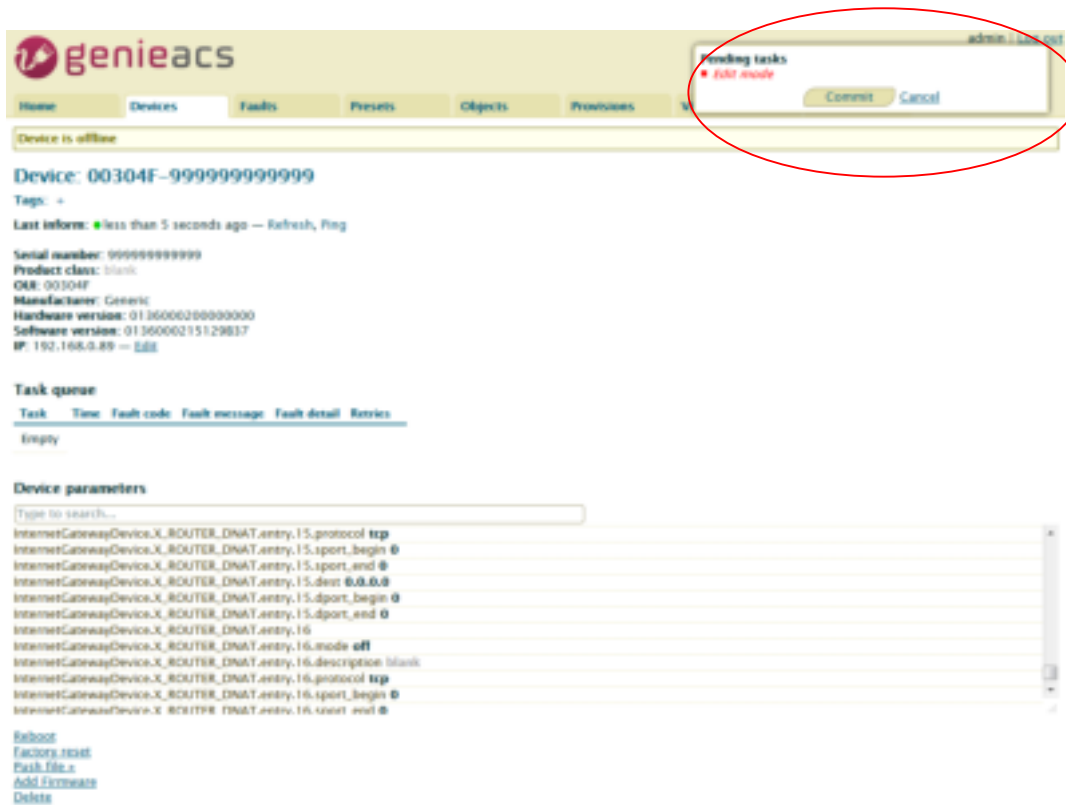 admin | Log out
genieacs
Pending tasks
Edit mode
Commit Cancel
Home Devices Faults Presets Objects Provisions V
Device is offline
Device: 00304F-999999999999
Tags: +
Last inform: less than 5 seconds ago — Refresh, Ping
Serial number: 999999999999
Product class: blank
OUI: 00304F
Manufacturer: Generic
Hardware version: 0136000200000000
Software version: 0136000215129837
IP: 192.168.0.89 — Edit
Task queue
Task Time Fault code Fault message Fault detail Retries
Empty
Device parameters
Type to search...
InternetGatewayDevice.X_ROUTER_DNAT.entry.15.protocol tcp
InternetGatewayDevice.X_ROUTER_DNAT.entry.15.sport_begin 0
InternetGatewayDevice.X_ROUTER_DNAT.entry.15.sport_end 0
InternetGatewayDevice.X_ROUTER_DNAT.entry.15.dest 0.0.0.0
InternetGatewayDevice.X_ROUTER_DNAT.entry.15.dport_begin 0
InternetGatewayDevice.X_ROUTER_DNAT.entry.15.dport_end 0
InternetGatewayDevice.X_ROUTER_DNAT.entry.16
InternetGatewayDevice.X_ROUTER_DNAT.entry.16.mode off
InternetGatewayDevice.X_ROUTER_DNAT.entry.16.description blank
InternetGatewayDevice.X_ROUTER_DNAT.entry.16.protocol tcp
InternetGatewayDevice.X_ROUTER_DNAT.entry.16.sport_begin 0
InternetGatewayDevice.X_ROUTER_DNAT.entry.16.sport_end 0
Reboot
Factory reset
Push file »
Add Firmware
Delete